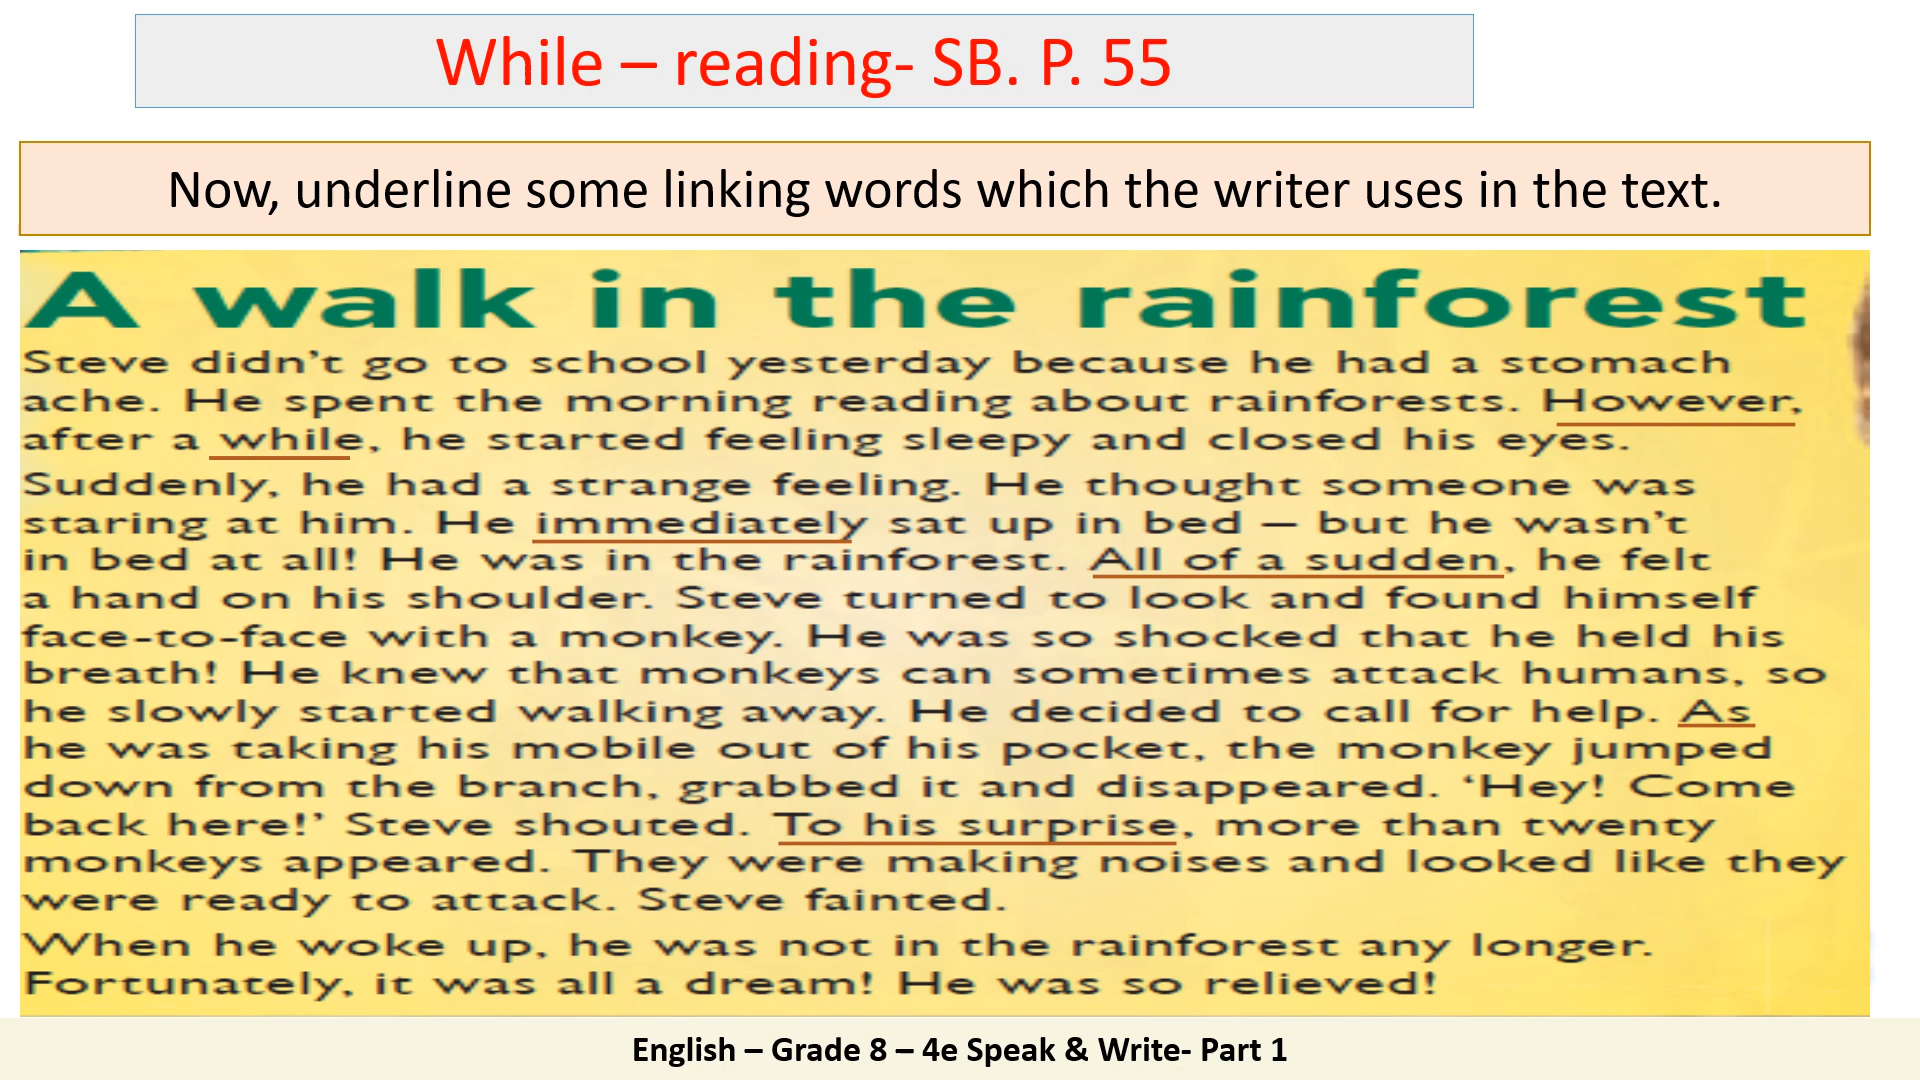 While – reading- SB. P. 55
Now, underline some linking words which the writer uses in the text.
A walk in the rainforest
Steve didn't go to school yesterday because he had a stomach
ache. He spent the morning reading about rainforests. However,
after a while, he started feeling sleepy and closed his eyes.
Suddenly, he had a strange feeling. He thought someone was
staring at him. He immediately sat up in bed – but he wasn't
in bed at all! He was in the rainforest. All of a sudden, he felt
a hand on his shoulder. Steve turned to look and found himself
face-to-face with a monkey. He was so shocked that he held his
breath! He knew that monkeys can sometimes attack humans, so
he slowly started walking away. He decided to call for help. As
he was taking his mobile out of his pocket, the monkey jumped
down from the branch, grabbed it and disappeared. 'Hey! Come
back here!' Steve shouted. To his surprise, more than twenty
monkeys appeared. They were making noises and looked like they
were ready to attack. Steve fainted.
When he woke up, he was not in the rainforest any longer.
Fortunately, it was all a dream! He was so relieved!
English – Grade 8 – 4e Speak & Write- Part 1